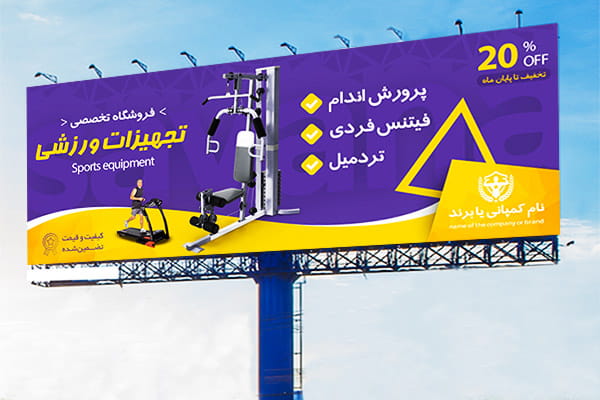 > فروشگاه تخصصی <
تجهیزات ورزشی
Sports equipment
کیفیت و قیمت
تضمین‌شده
پرورش اندام
فیتنس فردی
تردمیل
20% OFF
تخفیف تا پایان ماه
نام کمپانی یا برند
name of the company or brand